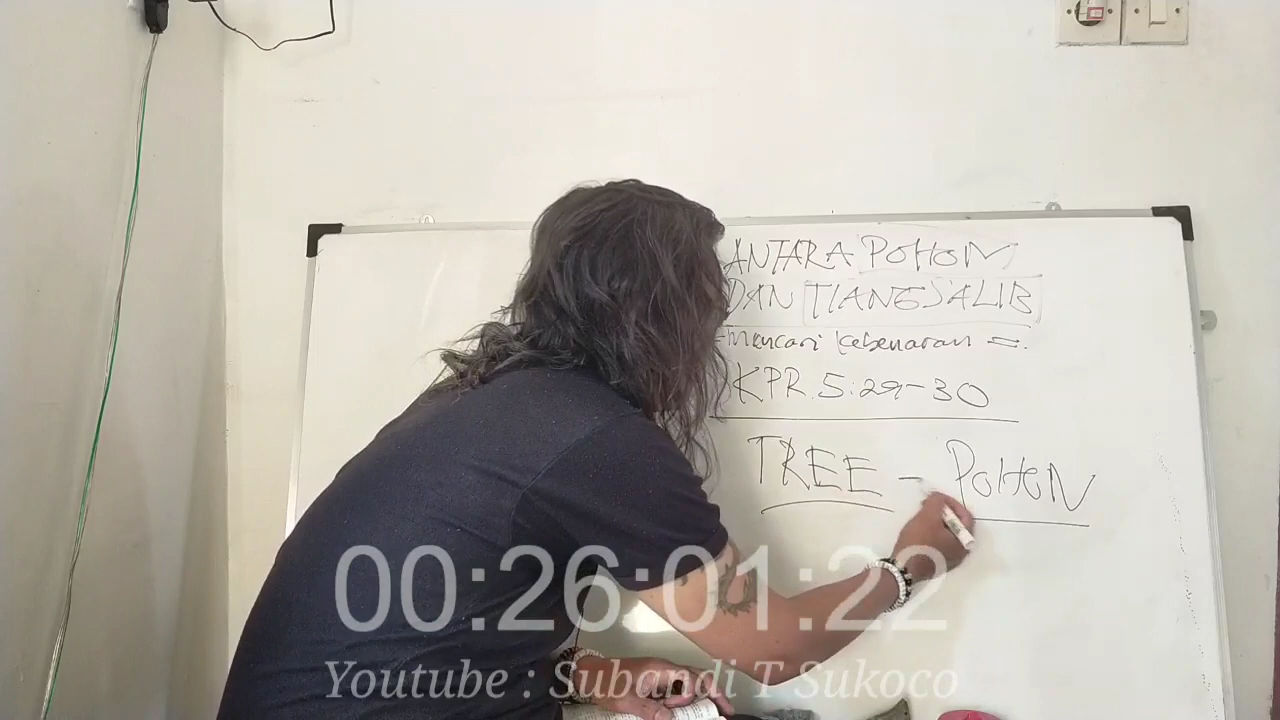 ANTARA POHON
DAN TIANG SALIB
mencari kebenaran =.
KPR. 5:29-30
TREE - POHON
00:26:01:22
Youtube : Subandi T Sukoco